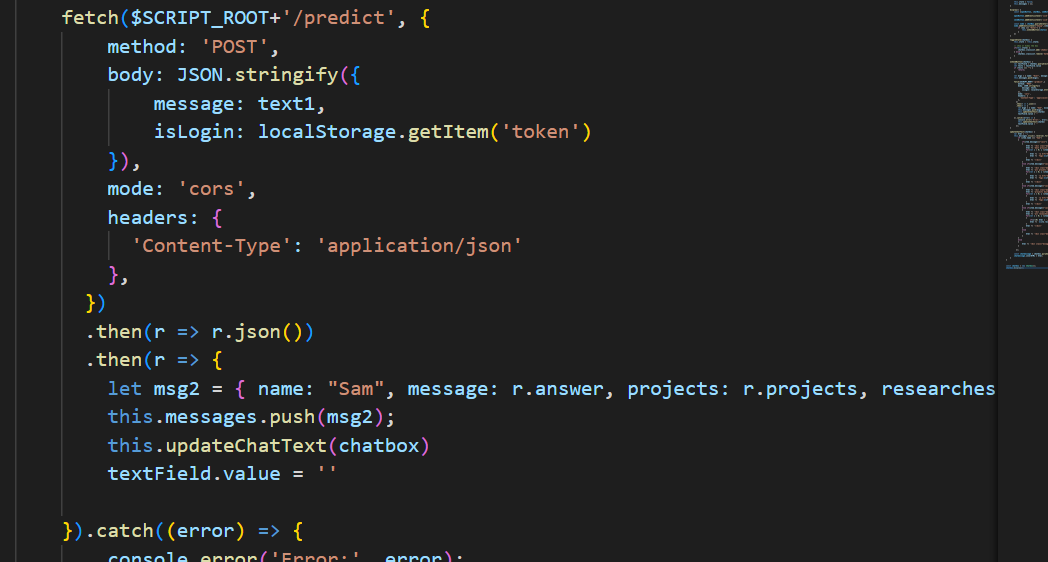 fetch($SCRIPT_ROOT+'/predict', {
method: 'POST',
body: JSON.stringify({
message: text1,
isLogin: localStorage.getItem('token')
}),
mode: 'cors',
headers: {
'Content-Type': 'application/json'
},
})
.then(r => r.json())
.then(r => {
let msg2 = { name: "Sam", message: r.answer, projects: r.projects, researches
this.messages.push(msg2);
this.updateChatText(chatbox)
textField.value = ''
}).catch((error) => {
console.error('Error:', error);